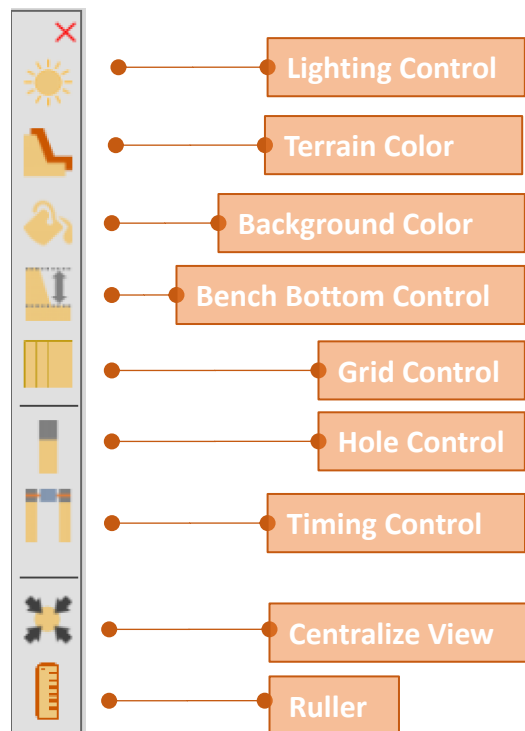 Lighting Control
Terrain Color
Background Color
Bench Bottom Control
Grid Control
Hole Control
Timing Control
Centralize View
Ruller